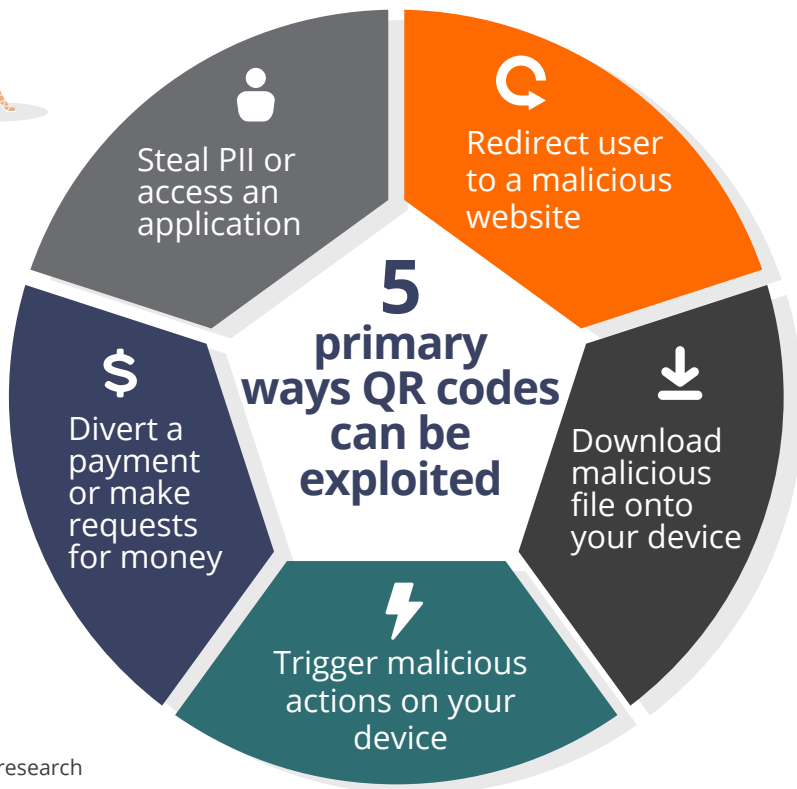 Steal PII or
access an
application
Redirect user
to a malicious
website
5
primary
ways QR codes
can be
exploited
Divert a
payment
or make
requests
for money
Download
malicious
file onto
your device
Trigger malicious
actions on your
device
research